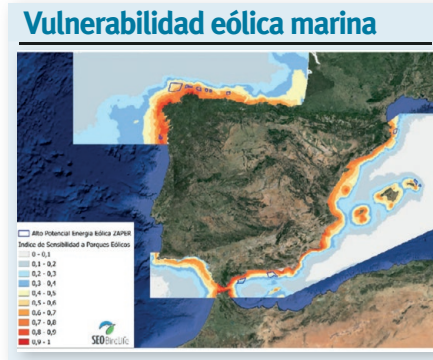 Vulnerabilidad eólica marina
Alto Potencial Energía Eólica ZAPER
Índice de Sensibilidad a Parques Eólicos
0 - 0,1
0,1 - 0,2
0,2 - 0,3
0,3 - 0,4
0,4 - 0,5
0,5 - 0,6
0,6 - 0,7
0,7 - 0,8
0,8 - 0,9
0,9 - 1
SEO BirdLife